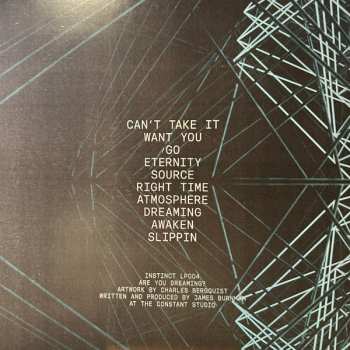 CAN'T TAKE IT
WANT YOU
GO
ETERNITY
SOURCE
RIGHT TIME
ATMOSPHERE
DREAMING
AWAKEN
SLIPPIN
INSTINCT LP004
ARE YOU DREAMING?
ARTWORK BY CHARLES BERGQUIST
WRITTEN AND PRODUCED BY JAMES BURNHAM
AT THE CONSTANT STUDIO